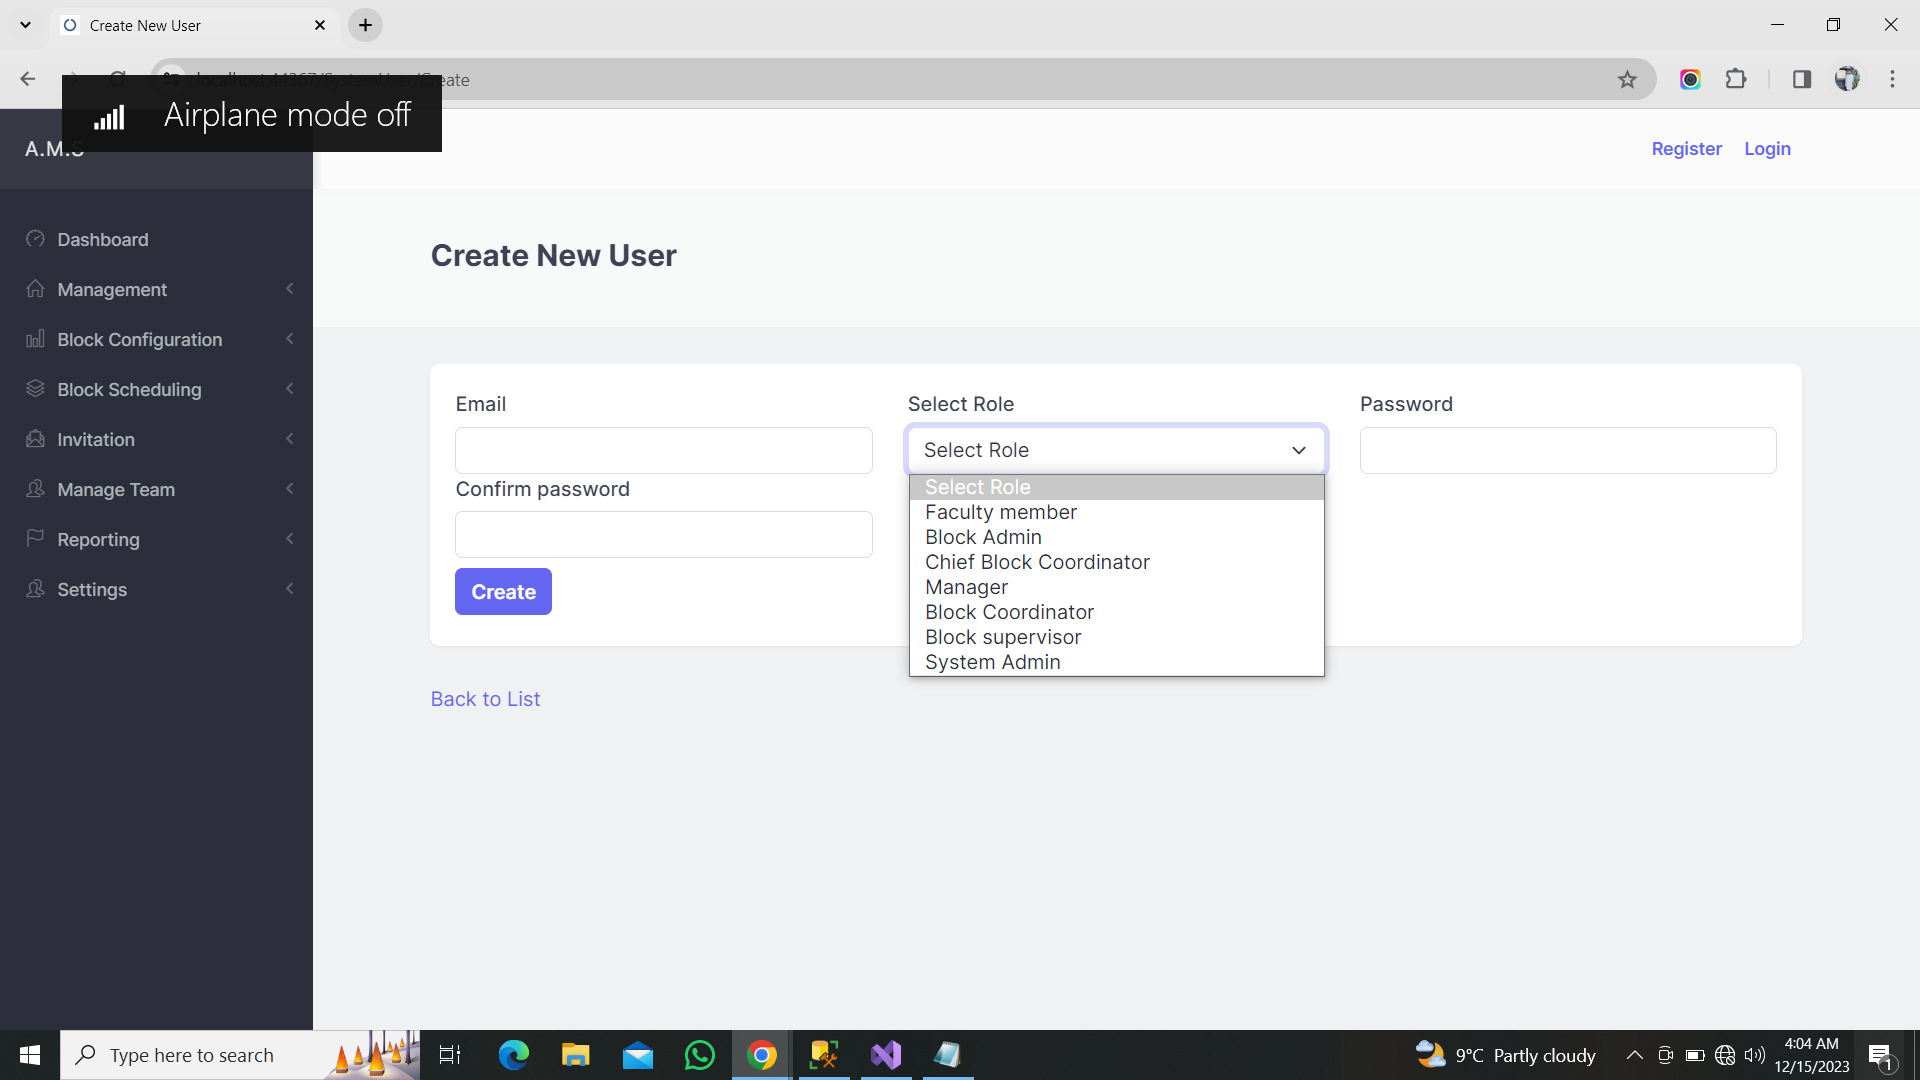 Create New User
Create
Airplane mode off
A.M.S
Register Login
Dashboard
Management
Block Configuration
Block Scheduling
Invitation
Manage Team
Reporting
Settings
Create New User
Email
Select Role
Password
Select Role
Confirm password
Select Role
Faculty member
Block Admin
Chief Block Coordinator
Manager
Block Coordinator
Block supervisor
System Admin
Create
Back to List
Type here to search
9°C Partly cloudy
4:04 AM
12/15/2023
1